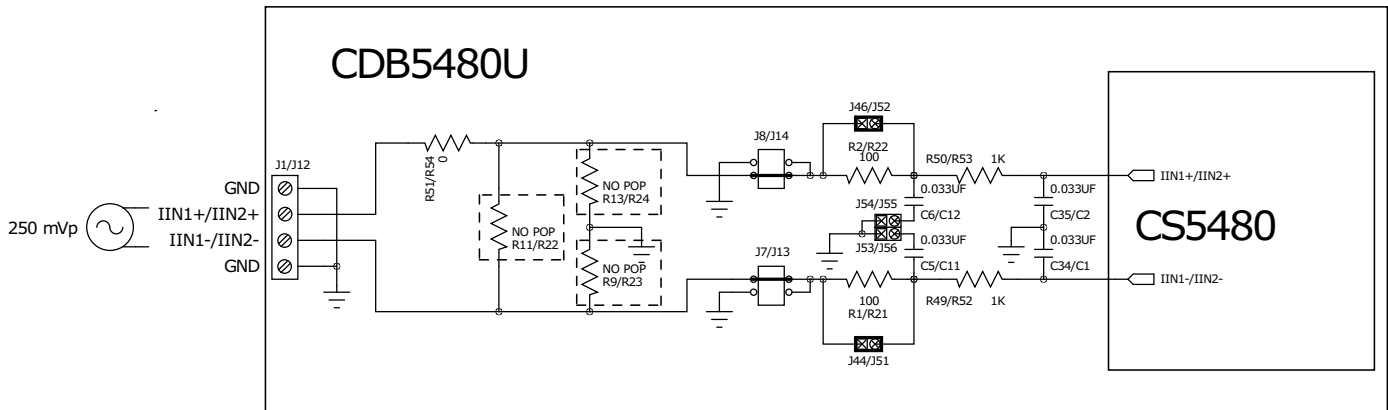 CDB5480U
J46/J52
J8/J14
R2/R22
100
R50/R53
1K
J1/J12
R51/R54
0
NO POP
R13/R24
IIN1+/IIN2+
GND
0.033UF
C6/C12
0.033UF
C35/C2
J54/J55
IIN1+/IIN2+
250 mVp
IIN1-/IIN2-
NO POP
R11/R22
J53/J56
CS5480
GND
NO POP
R9/R23
J7/J13
0.033UF
C5/C11
0.033UF
C34/C1
IIN1-/IIN2-
100
R1/R21
R49/R52
1K
J44/J51